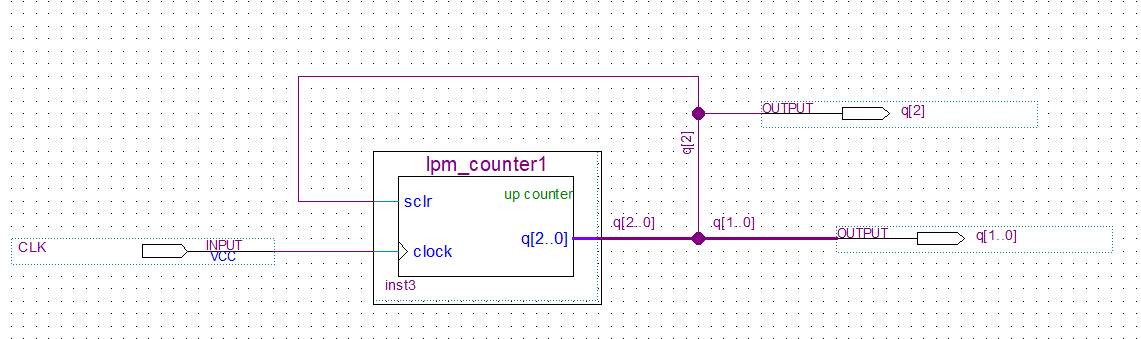 OUTPUT
q[2]
q[2]
lpm_counter1
up counter
sclr
q[2..0]
q[1..0]
q[2..0]
OUTPUT
q[1..0]
CLK
INPUT
VCC
clock
inst3